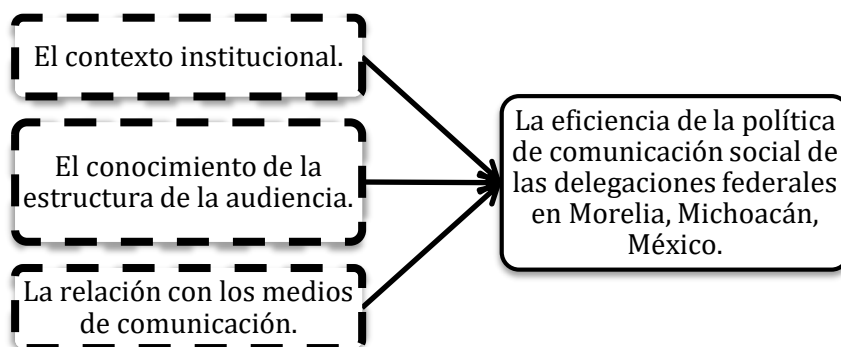 El contexto institucional.
El conocimiento de la
estructura de la audiencia.
La relación con los medios
de comunicación.
La eficiencia de la política
de comunicación social de
las delegaciones federales
en Morelia, Michoacán,
México.